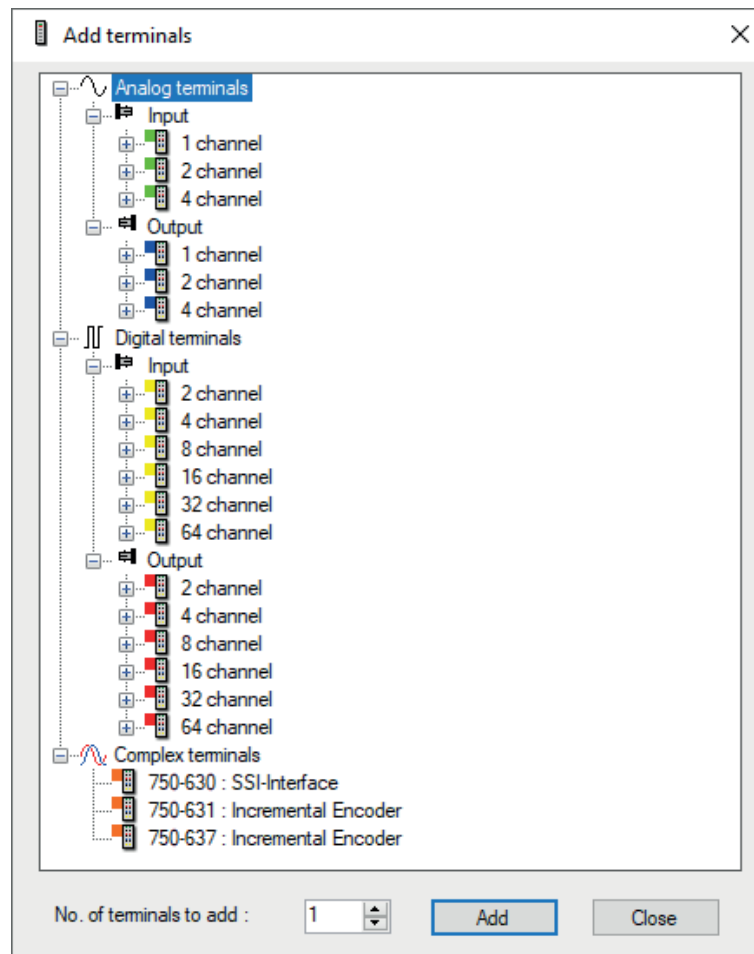 Add terminals
Analog terminals
Input
1 channel
2 channel
4 channel
Output
1 channel
2 channel
4 channel
Digital terminals
Input
2 channel
4 channel
8 channel
16 channel
32 channel
64 channel
Output
2 channel
4 channel
8 channel
16 channel
32 channel
64 channel
Complex terminals
750-630 : SSI-Interface
750-631 : Incremental Encoder
750-637 : Incremental Encoder
No. of terminals to add : 1 Add Close